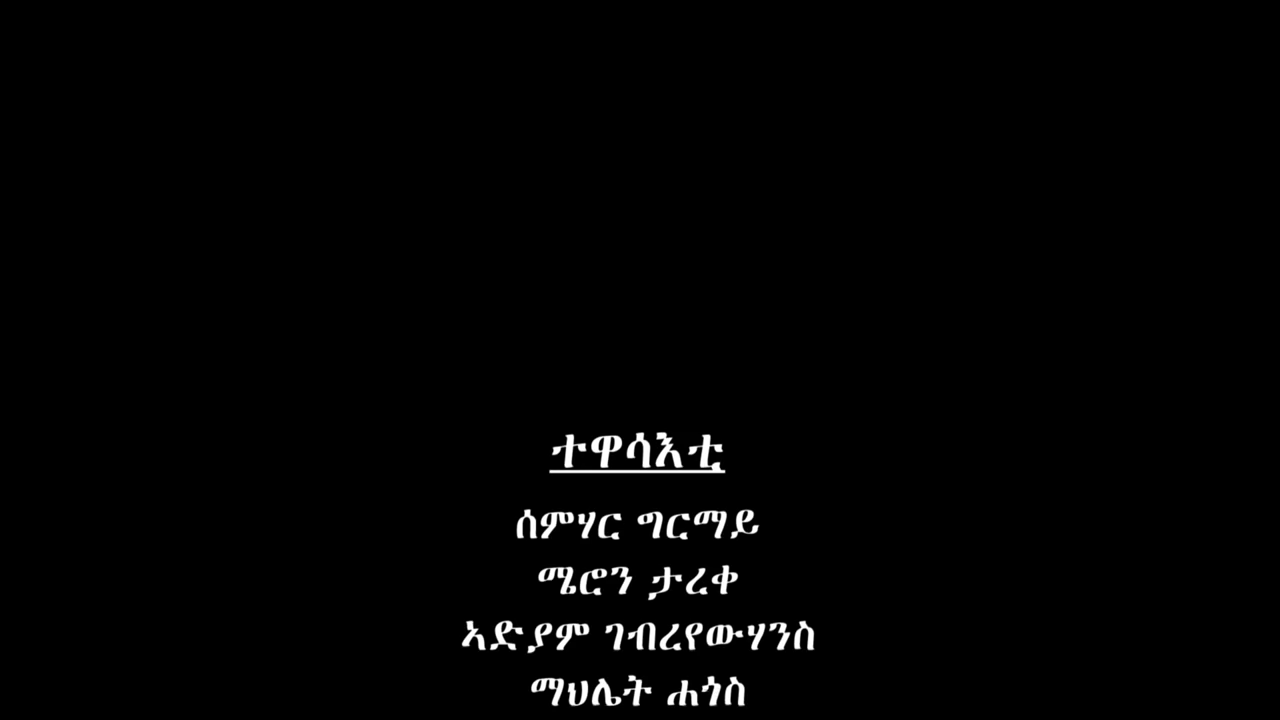 ተዋሳእቲ
ሰምሃር ግርማይ
ሜሮን ታረቀ
ኣድያም ገብረየውሃንስ
ማህሌት ሐጎስ